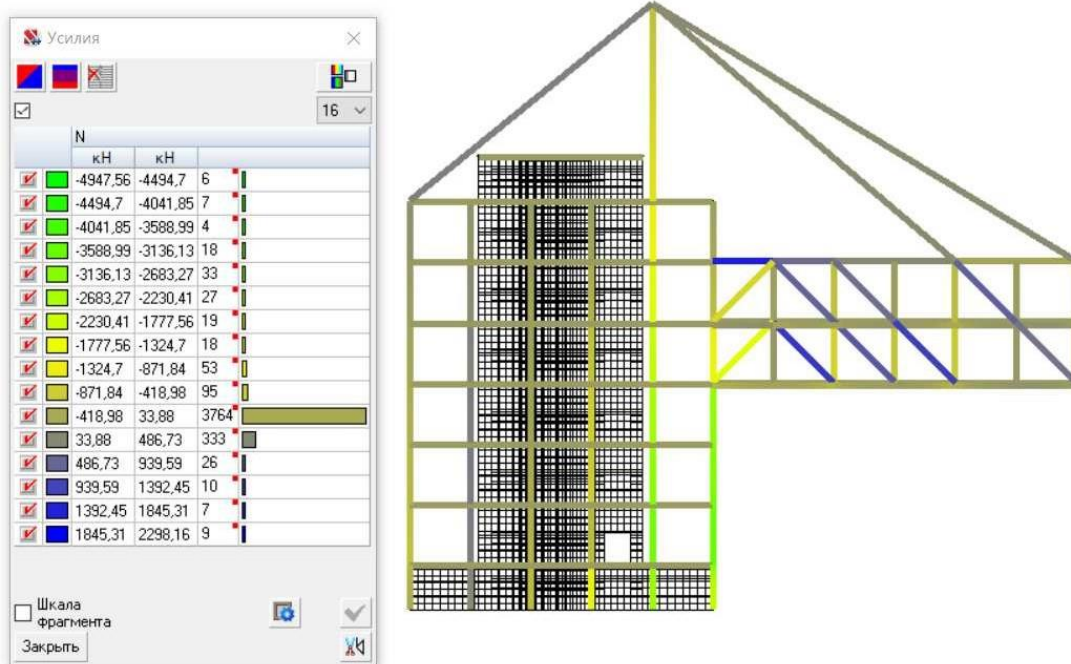 Усилия
16
N
кН кН
-4947,56 -4494,7 6
-4494,7 -4041,85 7
-4041,85 -3588,99 4
-3588,99 -3136,13 18
-3136,13 -2683,27 33
-2683,27 -2230,41 27
-2230,41 -1777,56 19
-1777,56 -1324,7 18
-1324,7 -871,84 53
-871,84 -418,98 95
-418,98 33,88 3764
33,88 486,73 333
486,73 939,59 26
939,59 1392,45 10
1392,45 1845,31 7
1845,31 2298,16 9
Шкала
фрагмента
Закрыть